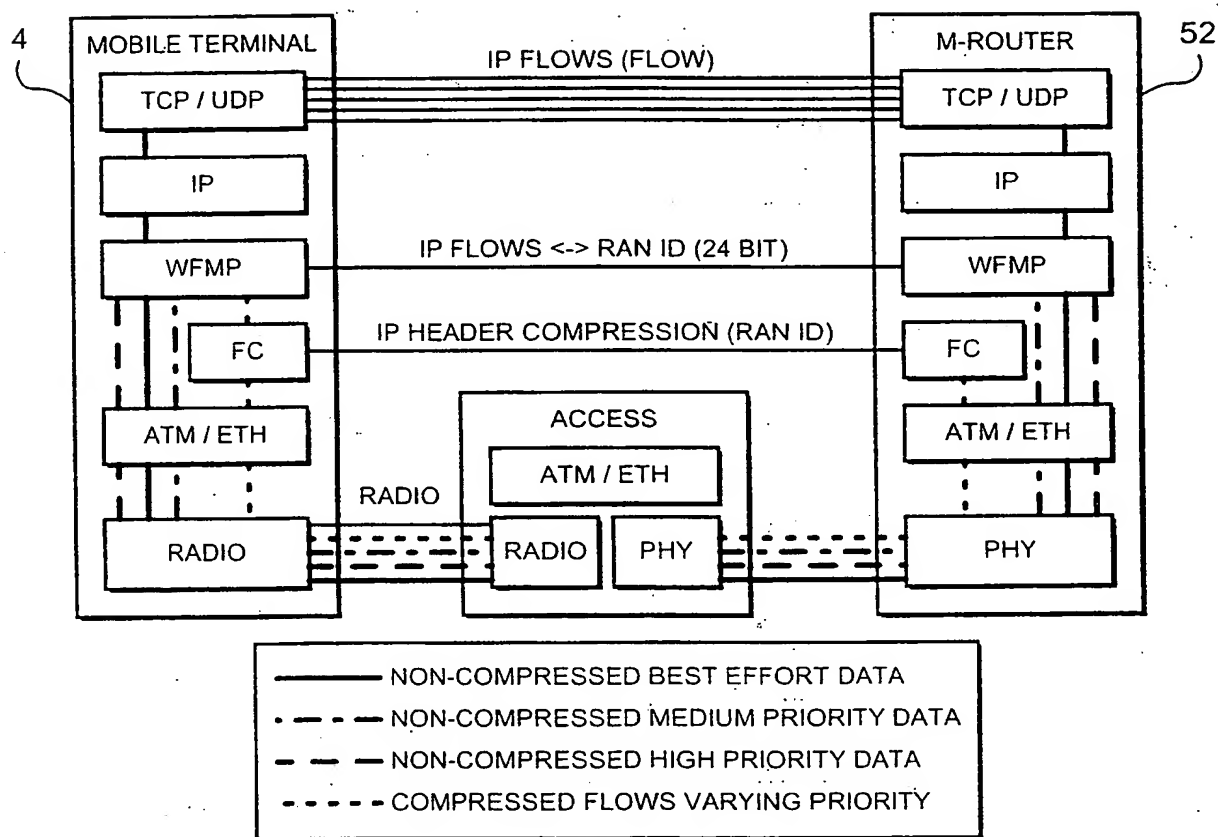 4
MOBILE TERMINAL
TCP / UDP
IP
WFMP
FC
ATM / ETH
RADIO
IP FLOWS (FLOW)
IP FLOWS <-> RAN ID (24 BIT)
IP HEADER COMPRESSION (RAN ID)
RADIO
ACCESS
ATM / ETH
RADIO
PHY
52
M-ROUTER
TCP / UDP
IP
WFMP
FC
ATM / ETH
PHY
NON-COMPRESSED BEST EFFORT DATA
NON-COMPRESSED MEDIUM PRIORITY DATA
NON-COMPRESSED HIGH PRIORITY DATA
COMPRESSED FLOWS VARYING PRIORITY